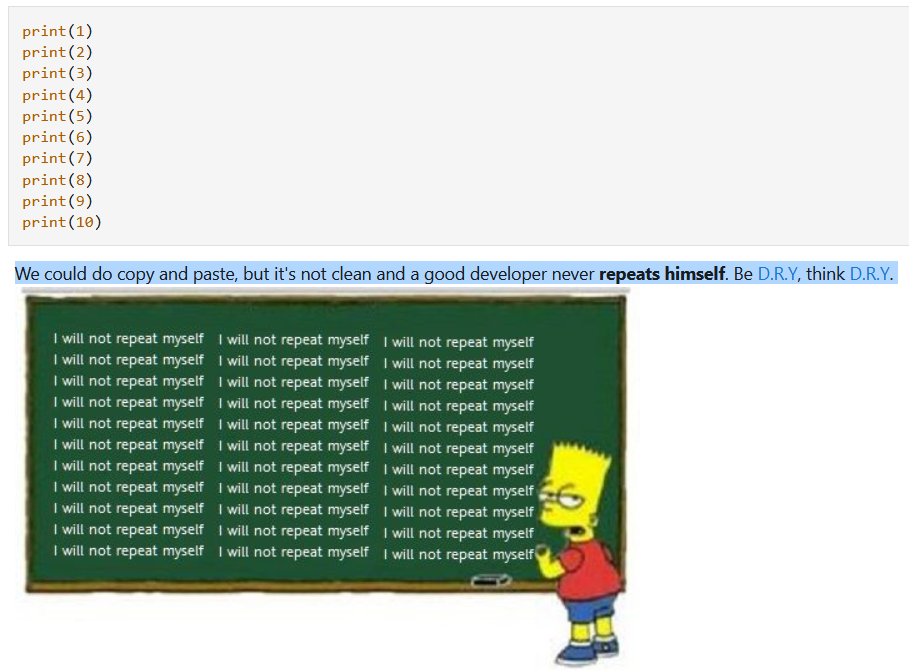 print(1)
print(2)
print(3)
print(4)
print(5)
print(6)
print(7)
print(8)
print(9)
print(10)
We could do copy and paste, but it's not clean and a good developer never repeats himself. Be D.R.Y, think D.R.Y.
I will not repeat myself I will not repeat myself I will not repeat myself
I will not repeat myself I will not repeat myself I will not repeat myself
I will not repeat myself I will not repeat myself I will not repeat myself
I will not repeat myself I will not repeat myself I will not repeat myself
I will not repeat myself I will not repeat myself I will not repeat myself
I will not repeat myself I will not repeat myself I will not repeat myself
I will not repeat myself I will not repeat myself I will not repeat myself
I will not repeat myself I will not repeat myself I will not repeat myself
I will not repeat myself I will not repeat myself I will not repeat myself
I will not repeat myself I will not repeat myself I will not repeat myself
I will not repeat myself I will not repeat myself I will not repeat myself